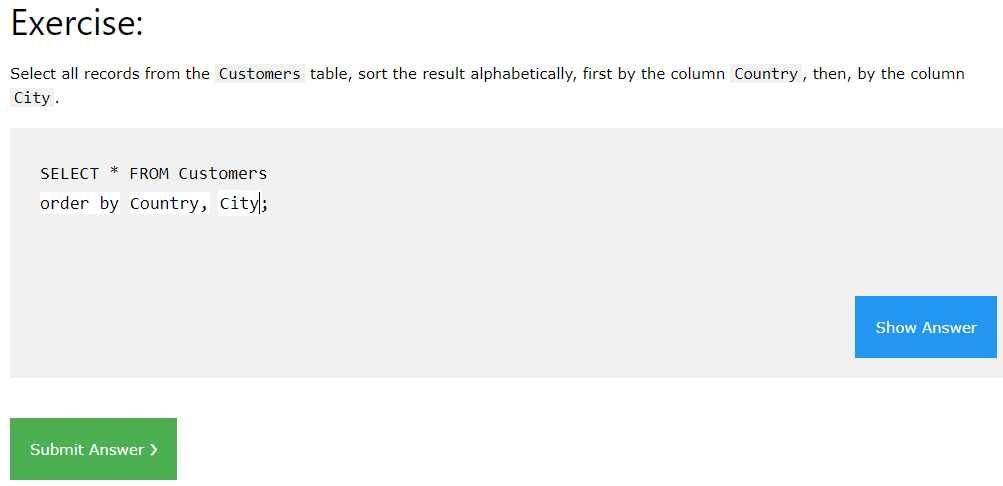 Exercise:
Select all records from the Customers table, sort the result alphabetically, first by the column Country, then, by the column
City.
SELECT * FROM Customers
order by Country, City;
Show Answer
Submit Answer ❯